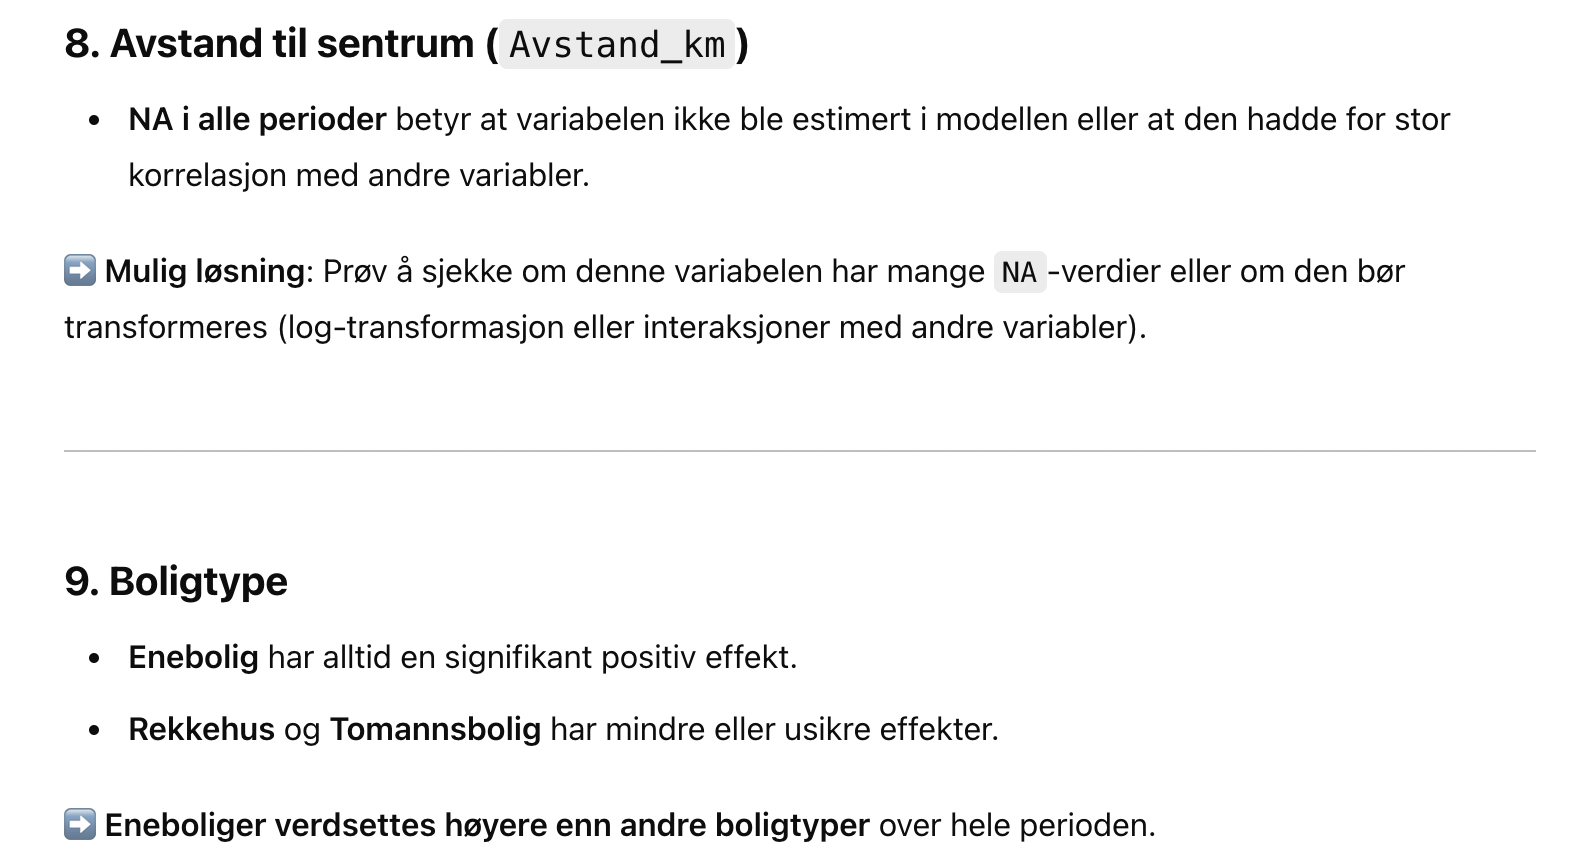 8. Avstand til sentrum (Avstand_km)
• NA i alle perioder betyr at variabelen ikke ble estimert i modellen eller at den hadde for stor
korrelasjon med andre variabler.
➡️ Mulig løsning: Prøv å sjekke om denne variabelen har mange NA-verdier eller om den bør
transformeres (log-transformasjon eller interaksjoner med andre variabler).
9. Boligtype
• Enebolig har alltid en signifikant positiv effekt.
• Rekkehus og Tomannsbolig har mindre eller usikre effekter.
➡️ Eneboliger verdsettes høyere enn andre boligtyper over hele perioden.